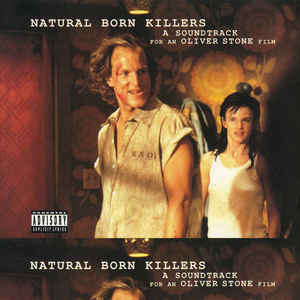 NATURAL BORN KILLERS
A SOUNDTRACK
FOR AN OLIVER STONE FILM
PARENTAL
ADVISORY
EXPLICIT LYRICS
NATURAL BORN KILLERS
A SOUNDTRACK
FOR AN OLIVER STONE FILM